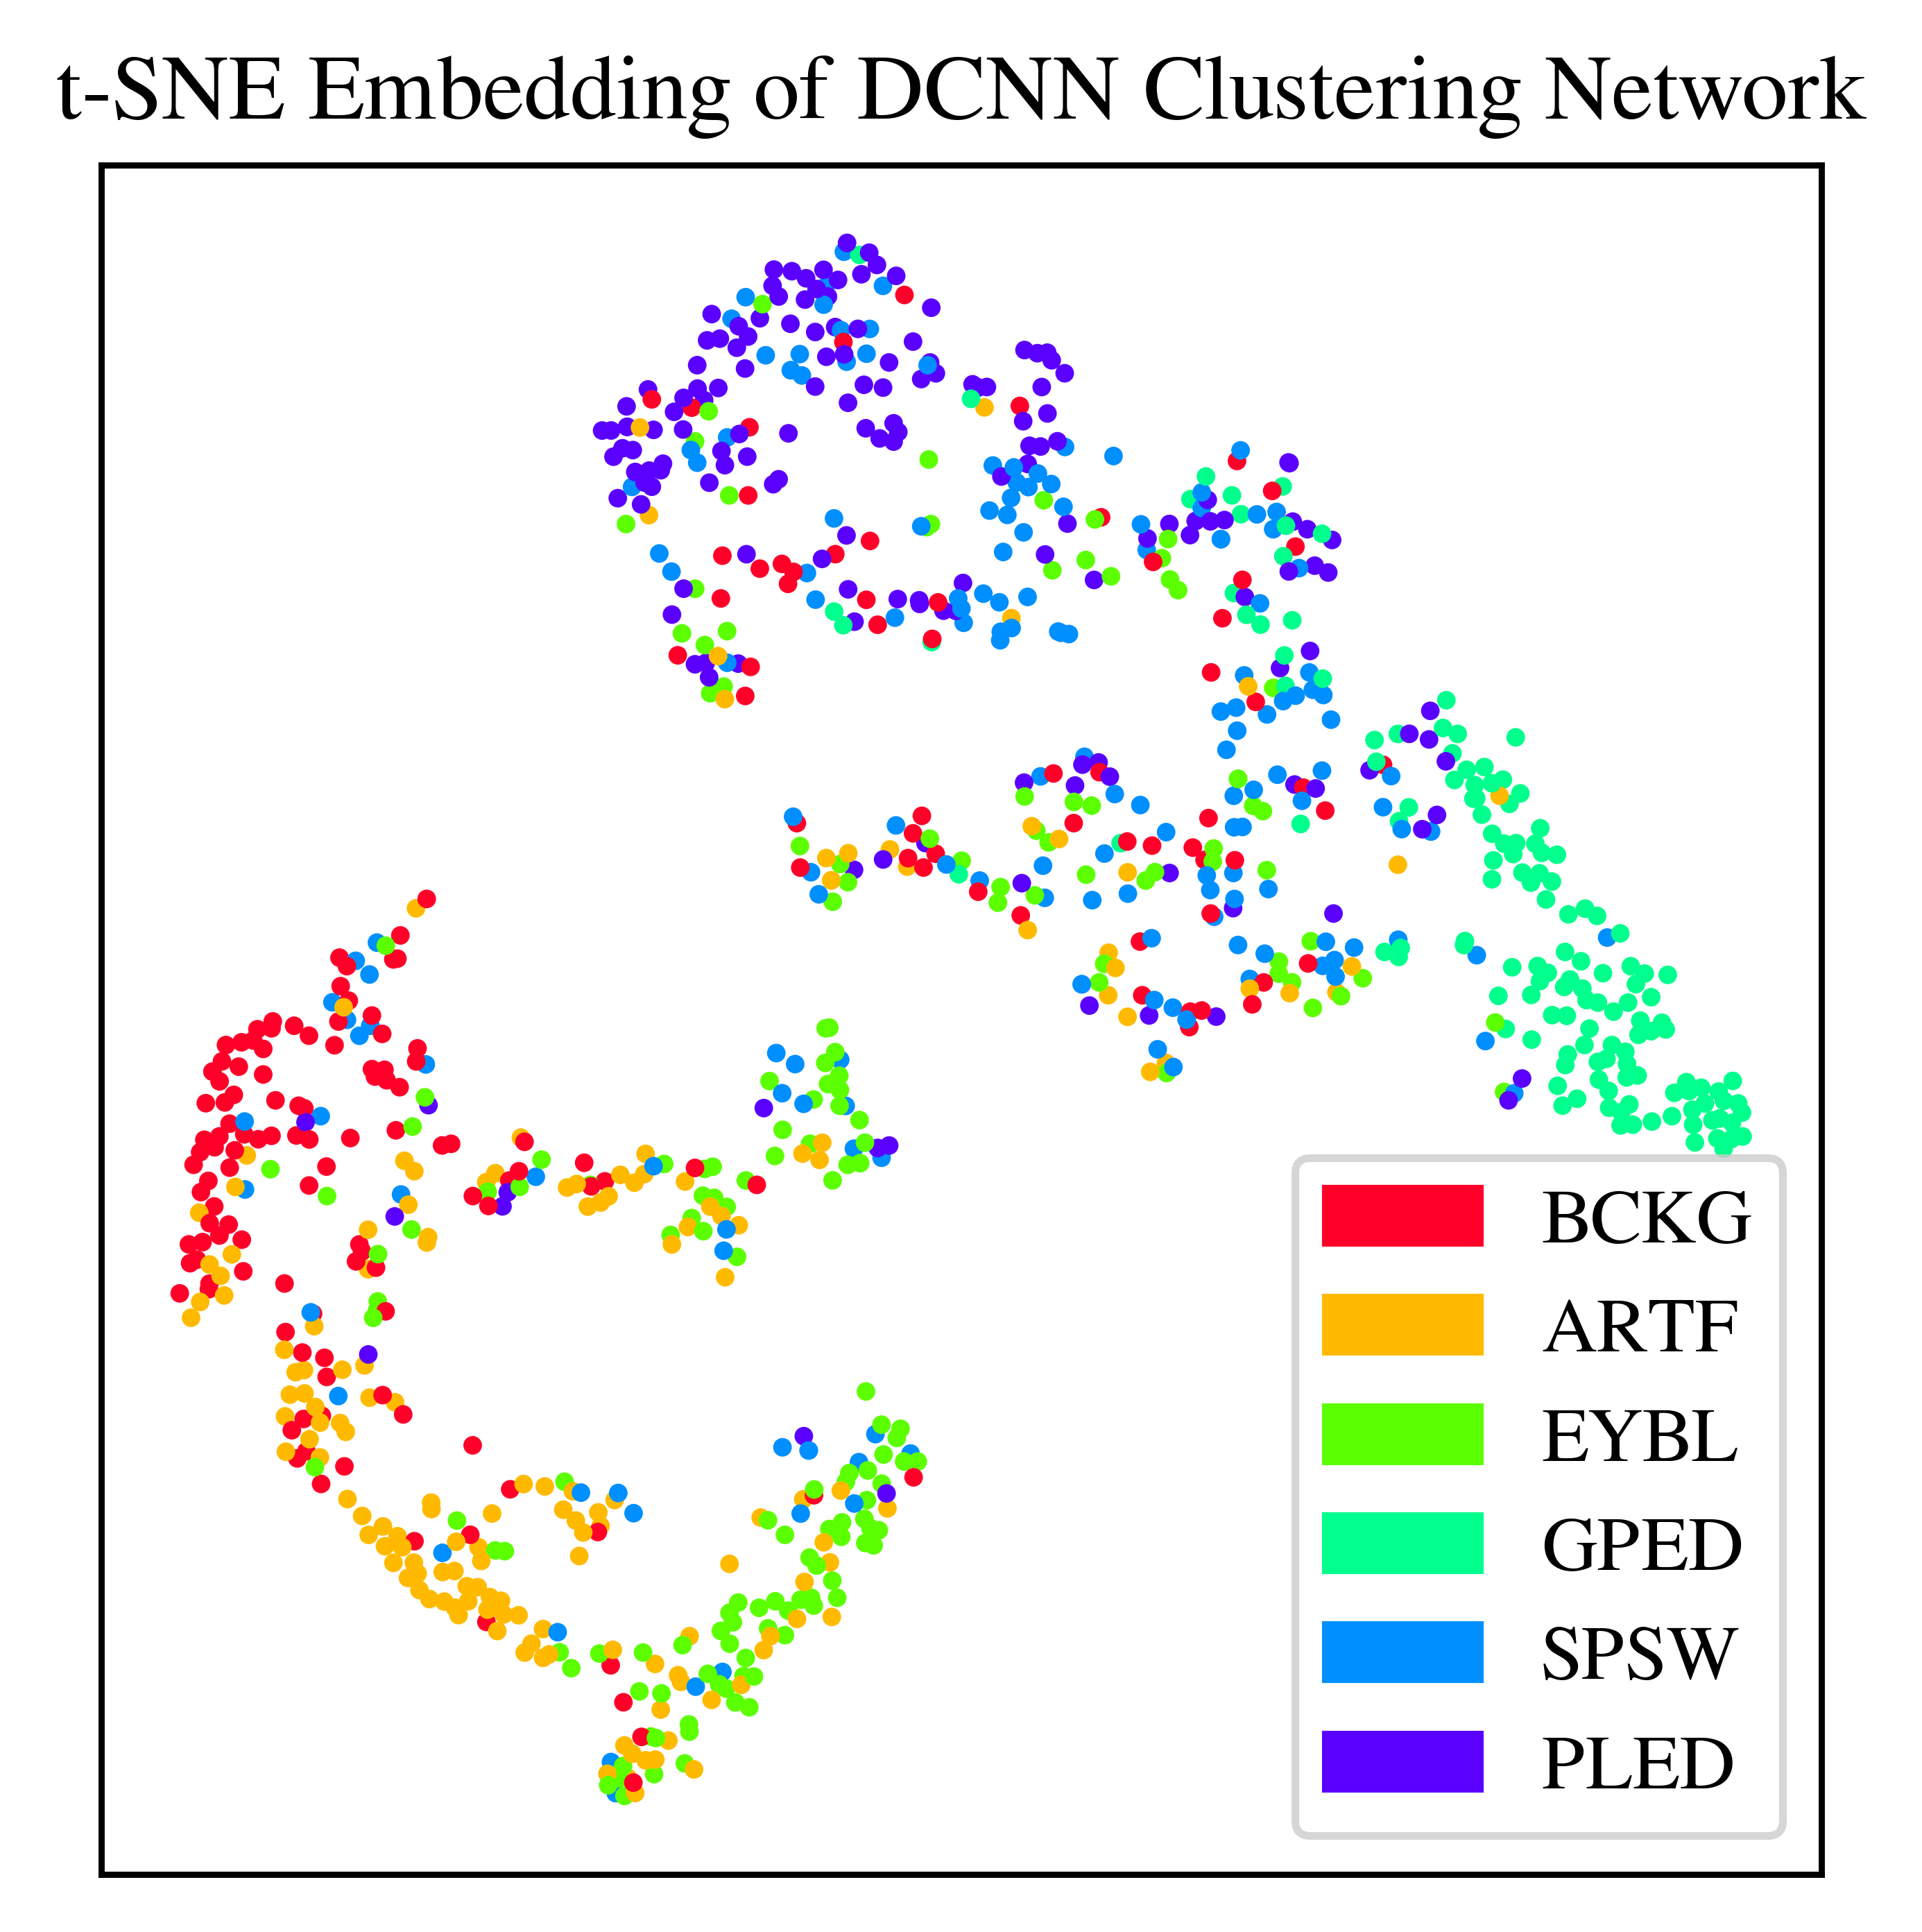 t-SNE Embedding of DCNN Clustering Network
BCKG
ARTF
EYBL
GPED
SPSW
PLED